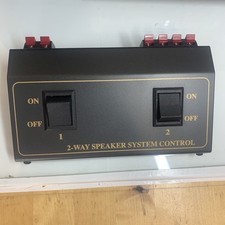 ON ON
OFF OFF
1 2
2-WAY SPEAKER SYSTEM CONTROL